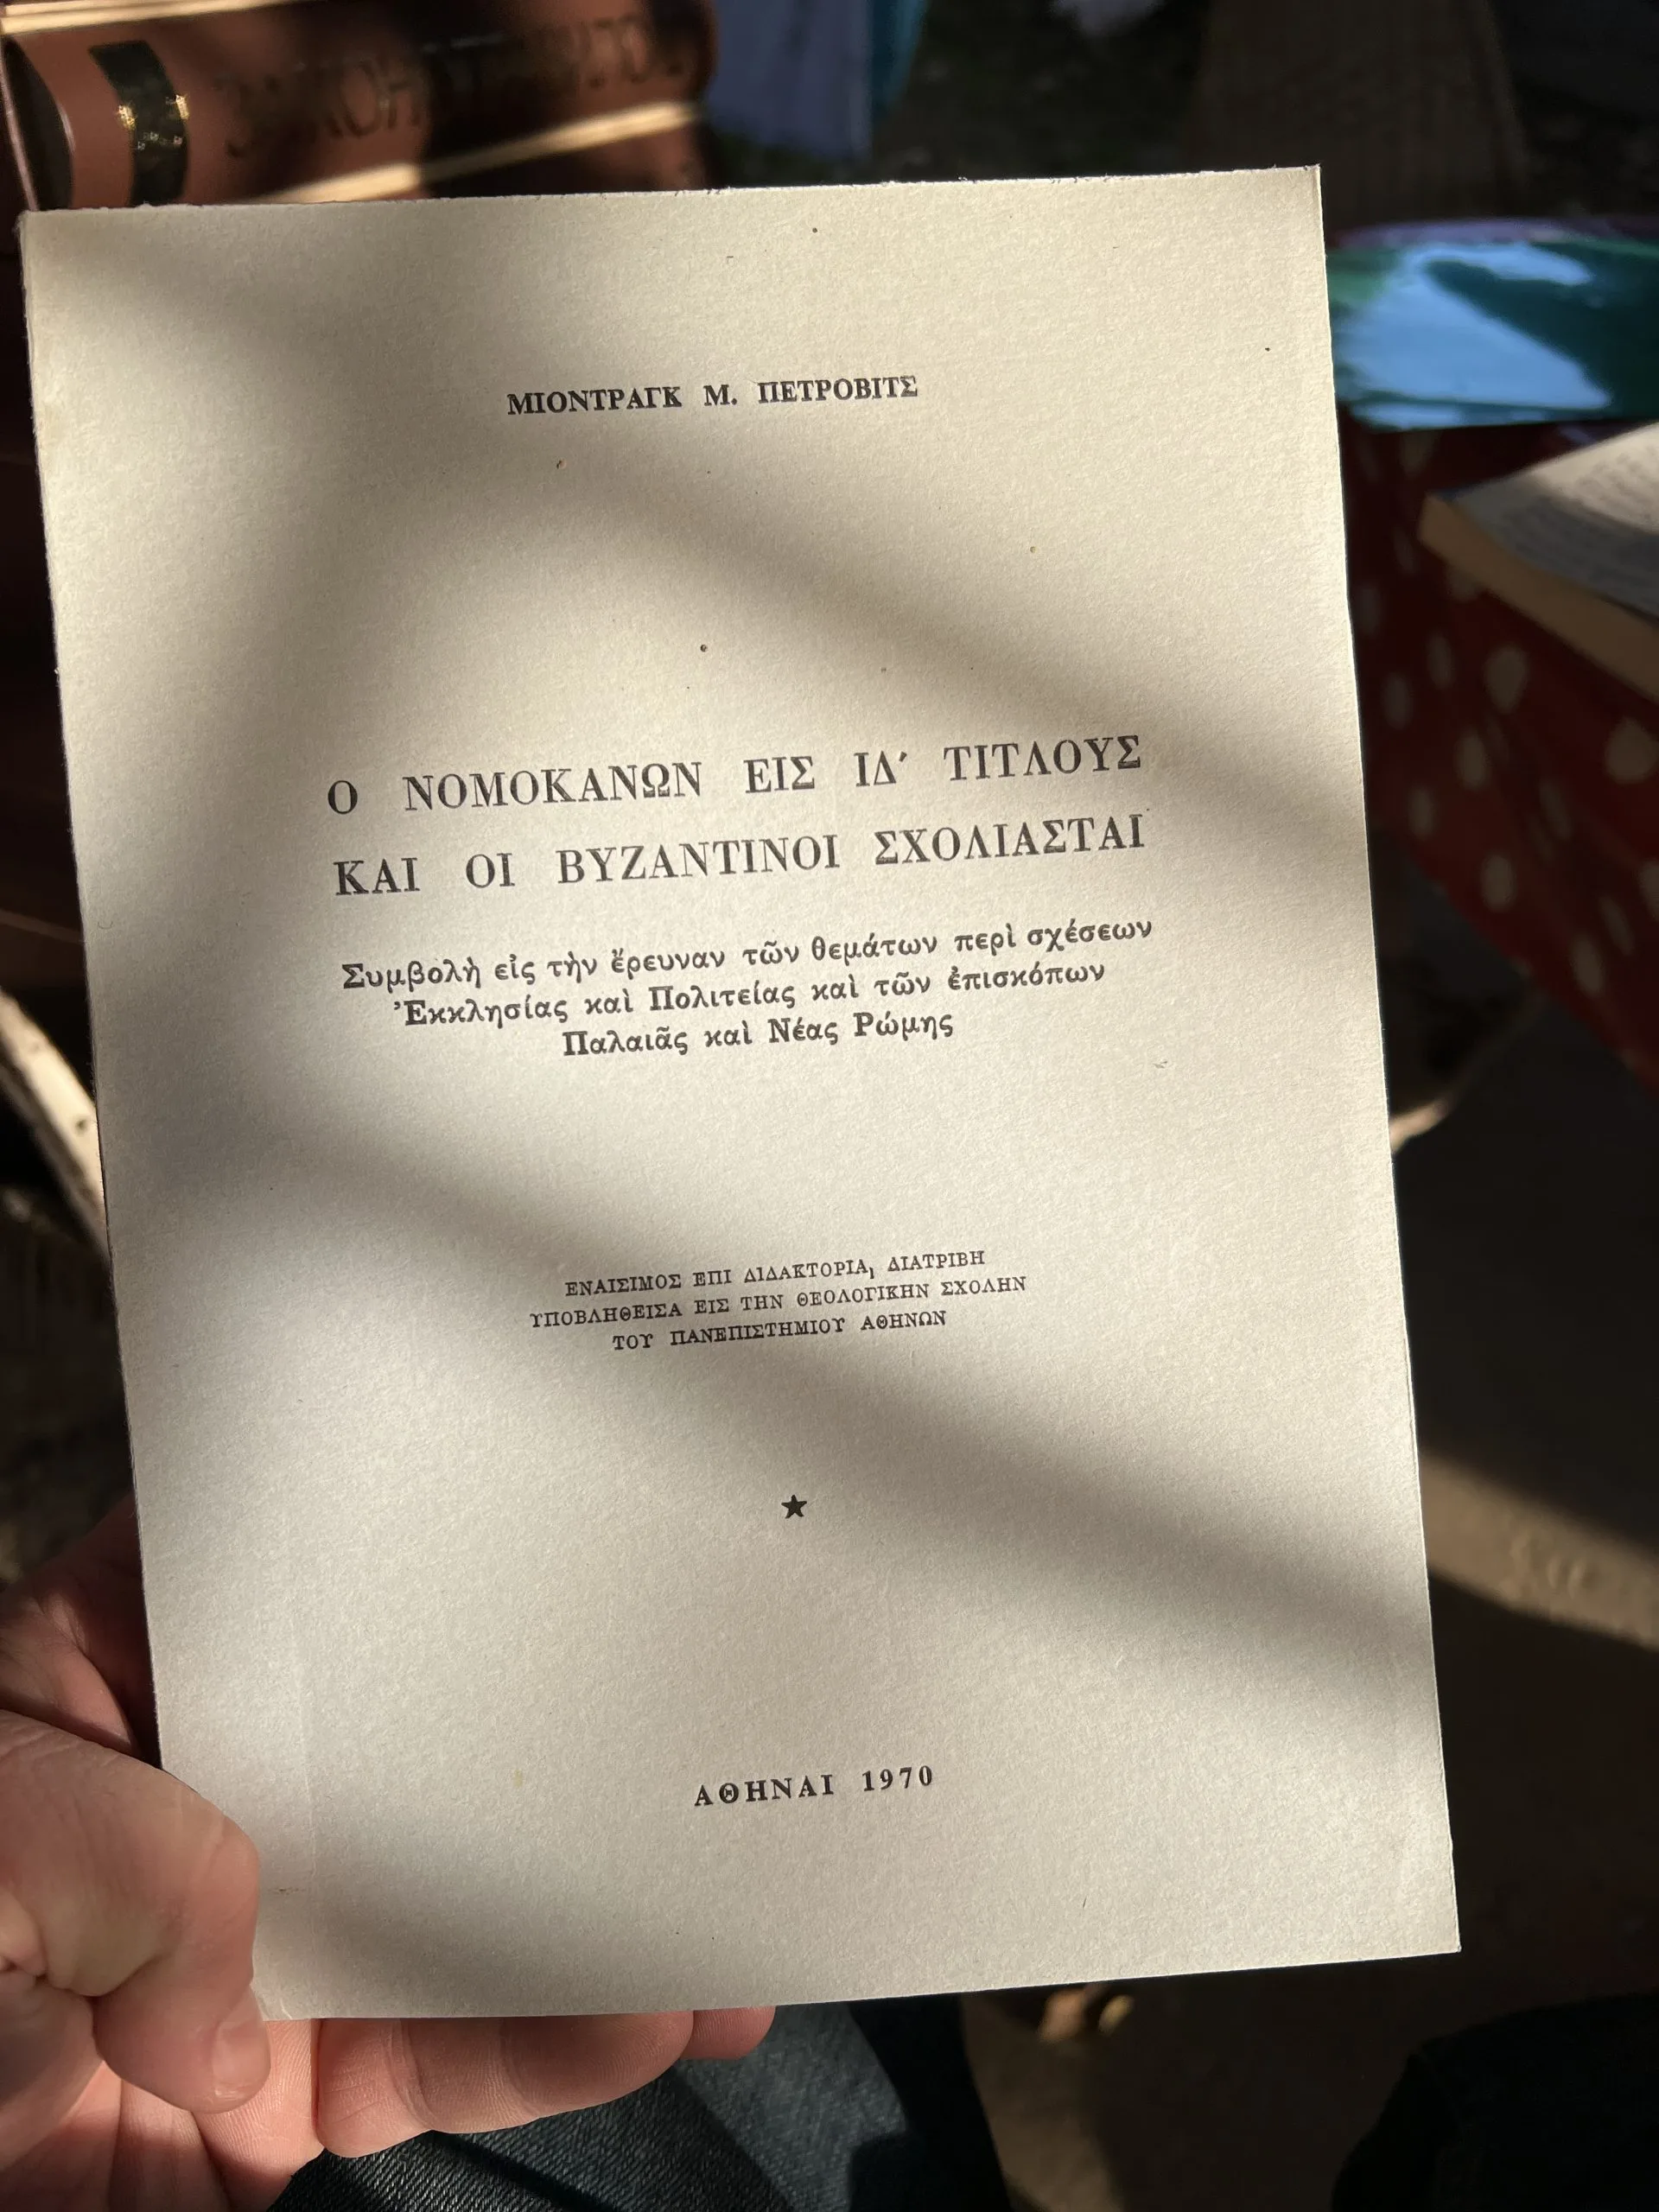 ΜΙΟΝΤΡΑΓΚ Μ. ΠΕΤΡΟΒΙΤΣ
Ο ΝΟΜΟΚΑΝΩΝ ΕΙΣ ΙΔ΄ ΤΙΤΛΟΥΣ
ΚΑΙ ΟΙ ΒΥΖΑΝΤΙΝΟΙ ΣΧΟΛΙΑΣΤΑΙ
Συμβολὴ εἰς τὴν ἔρευναν τῶν θεμάτων περὶ σχέσεων
Ἐκκλησίας καὶ Πολιτείας καὶ τῶν ἐπισκόπων
Παλαιᾶς καὶ Νέας Ρώμης
ΕΝΑΙΣΙΜΟΣ ΕΠΙ ΔΙΔΑΚΤΟΡΙΑͺ ΔΙΑΤΡΙΒΗ
ΥΠΟΒΛΗΘΕΙΣΑ ΕΙΣ ΤΗΝ ΘΕΟΛΟΓΙΚΗΝ ΣΧΟΛΗΝ
ΤΟΥ ΠΑΝΕΠΙΣΤΗΜΙΟΥ ΑΘΗΝΩΝ
ΑΘΗΝΑΙ 1970